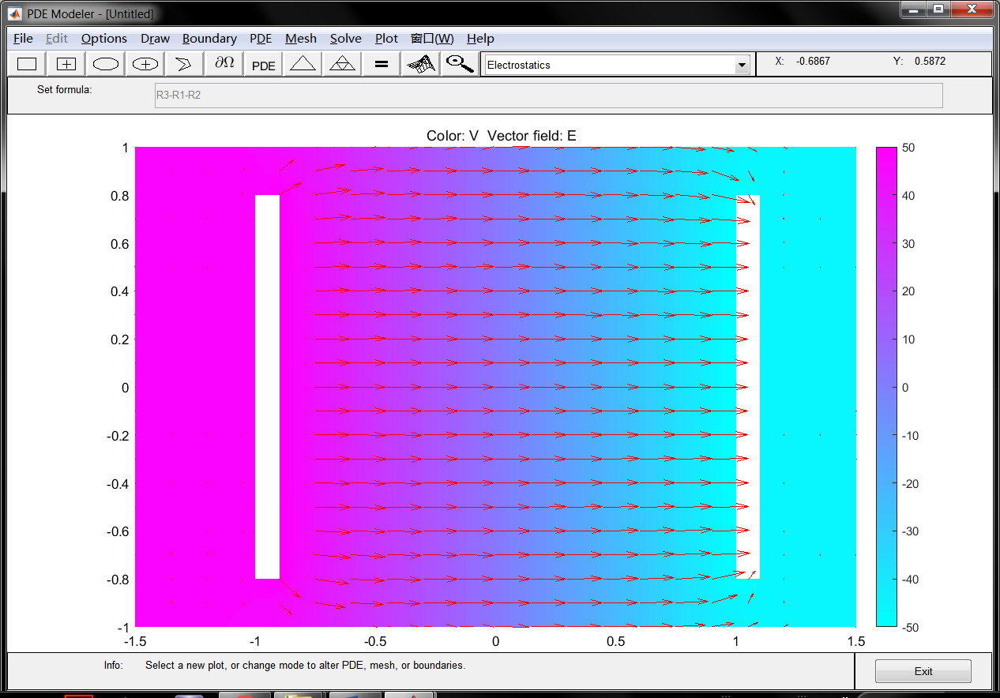 PDE Modeler - [Untitled]
File Edit Options Draw Boundary PDE Mesh Solve Plot 窗口(W) Help
∂Ω PDE = Electrostatics X: -0.6867 Y: 0.5872
Set formula: R3-R1-R2
Color: V Vector field: E
1
0.8
0.6
0.4
0.2
0
-0.2
-0.4
-0.6
-0.8
-1
-1.5 -1 -0.5 0 0.5 1 1.5
50
40
30
20
10
0
-10
-20
-30
-40
-50
Info: Select a new plot, or change mode to alter PDE, mesh, or boundaries.
Exit